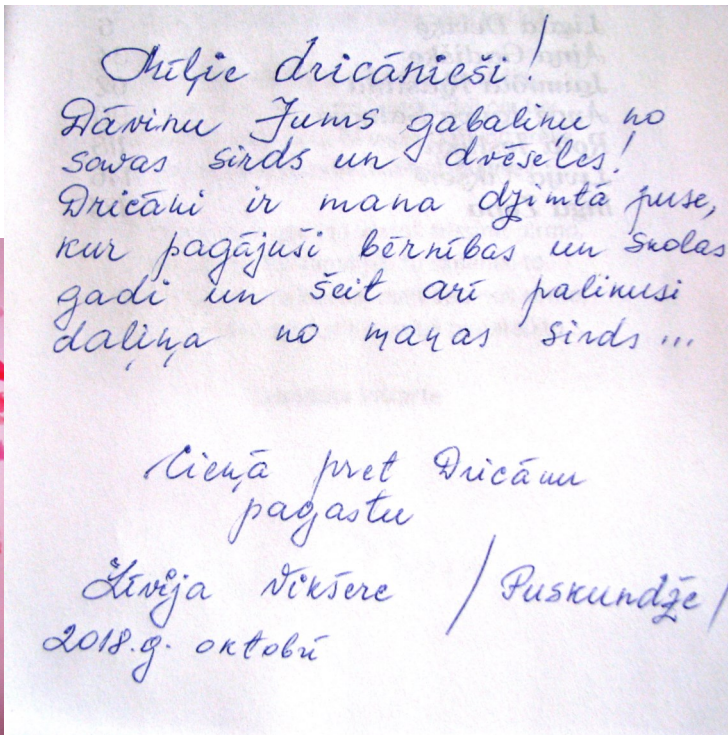 Mīļie dricānieši!
Dāvinu Jums gabaliņu no
savas sirds un dvēseles!
Dricāni ir mana dzimtā puse,
kur pagājuši bērnības un skolas
gadi un šeit arī palikusi
daliņa no maņas sirds...
Cieņā pret Dricānu
pagastu
Līvija Vikšere /Puskundže/
2018.g. oktobrī